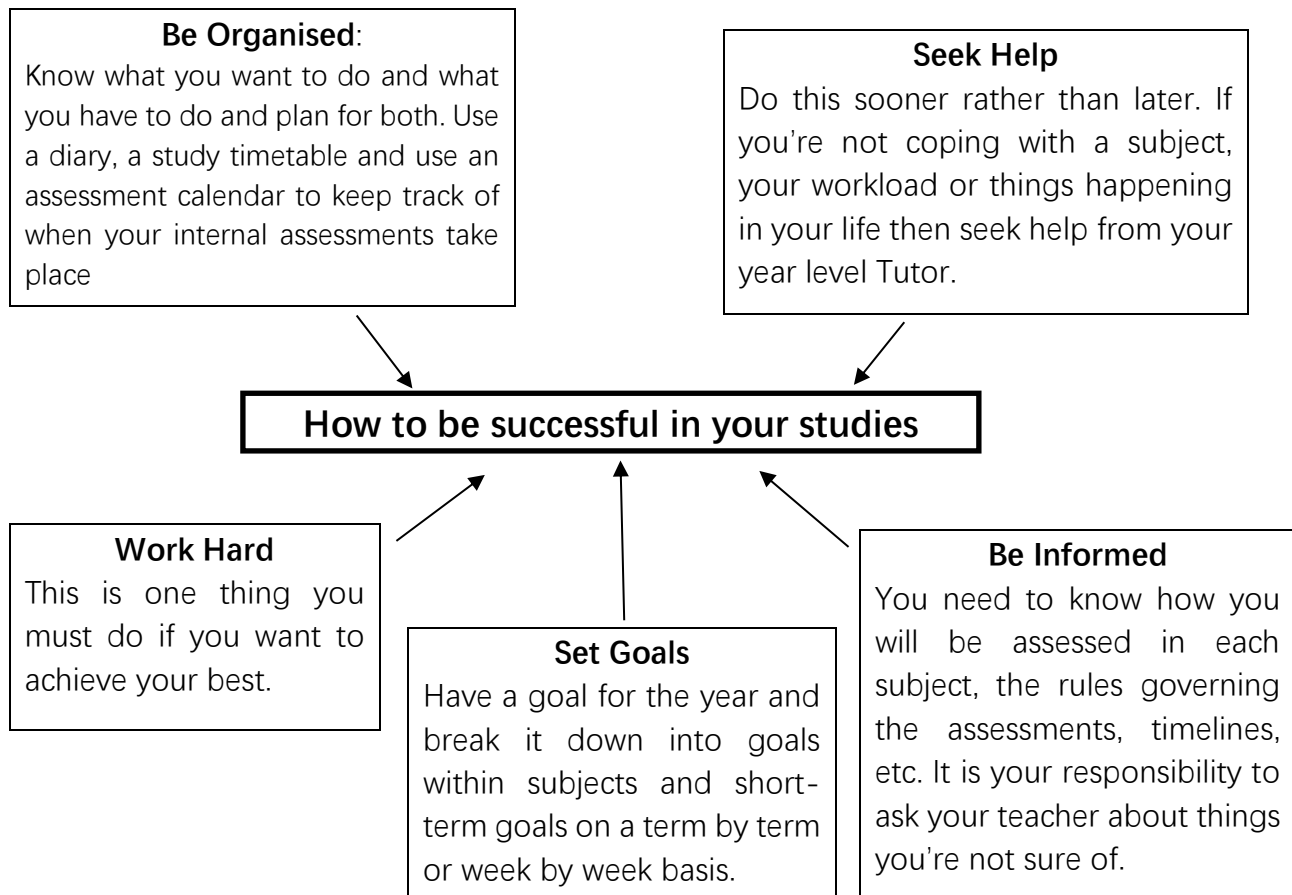 Be Organised:
Know what you want to do and what
you have to do and plan for both. Use
a diary, a study timetable and use an
assessment calendar to keep track of
when your internal assessments take
place
Seek Help
Do this sooner rather than later. If
you’re not coping with a subject,
your workload or things happening
in your life then seek help from your
year level Tutor.
How to be successful in your studies
Work Hard
This is one thing you
must do if you want to
achieve your best.
Set Goals
Have a goal for the year and
break it down into goals
within subjects and short-
term goals on a term by term
or week by week basis.
Be Informed
You need to know how you
will be assessed in each
subject, the rules governing
the assessments, timelines,
etc. It is your responsibility to
ask your teacher about things
you’re not sure of.